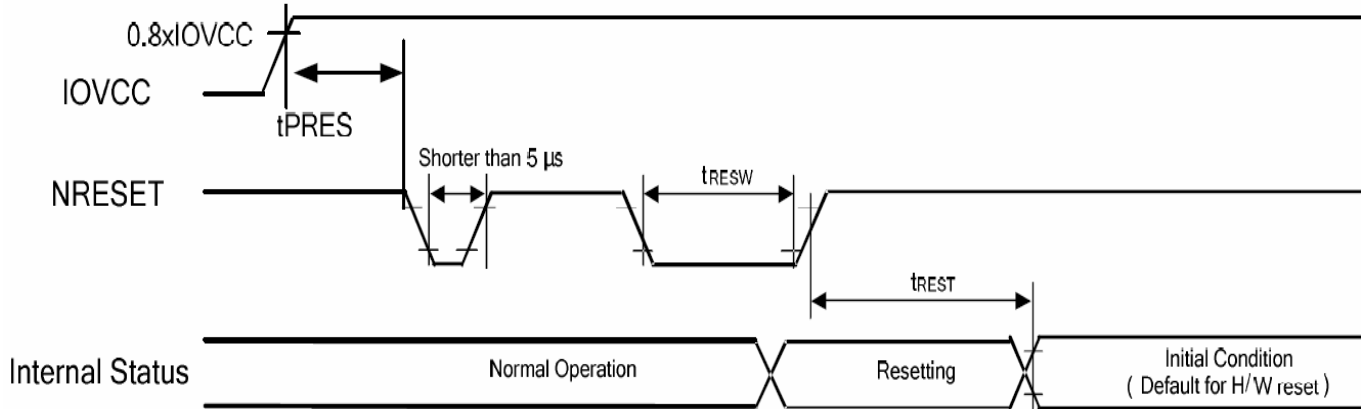 0.8xIOVCC
IOVCC
tPRES
Shorter than 5 µs
NRESET
tRESW
tREST
Internal Status
Normal Operation
Resetting
Initial Condition
( Default for H/W reset )